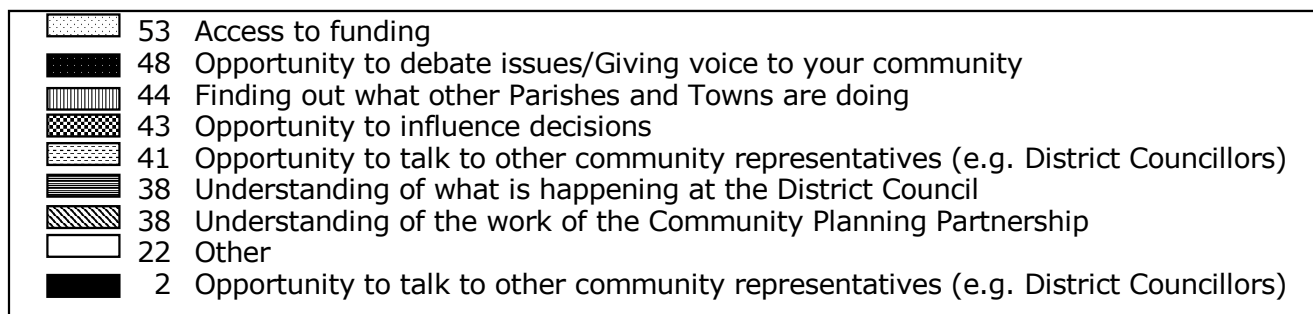 53 Access to funding
48 Opportunity to debate issues/Giving voice to your community
44 Finding out what other Parishes and Towns are doing
43 Opportunity to influence decisions
41 Opportunity to talk to other community representatives (e.g. District Councillors)
38 Understanding of what is happening at the District Council
38 Understanding of the work of the Community Planning Partnership
22 Other
2 Opportunity to talk to other community representatives (e.g. District Councillors)